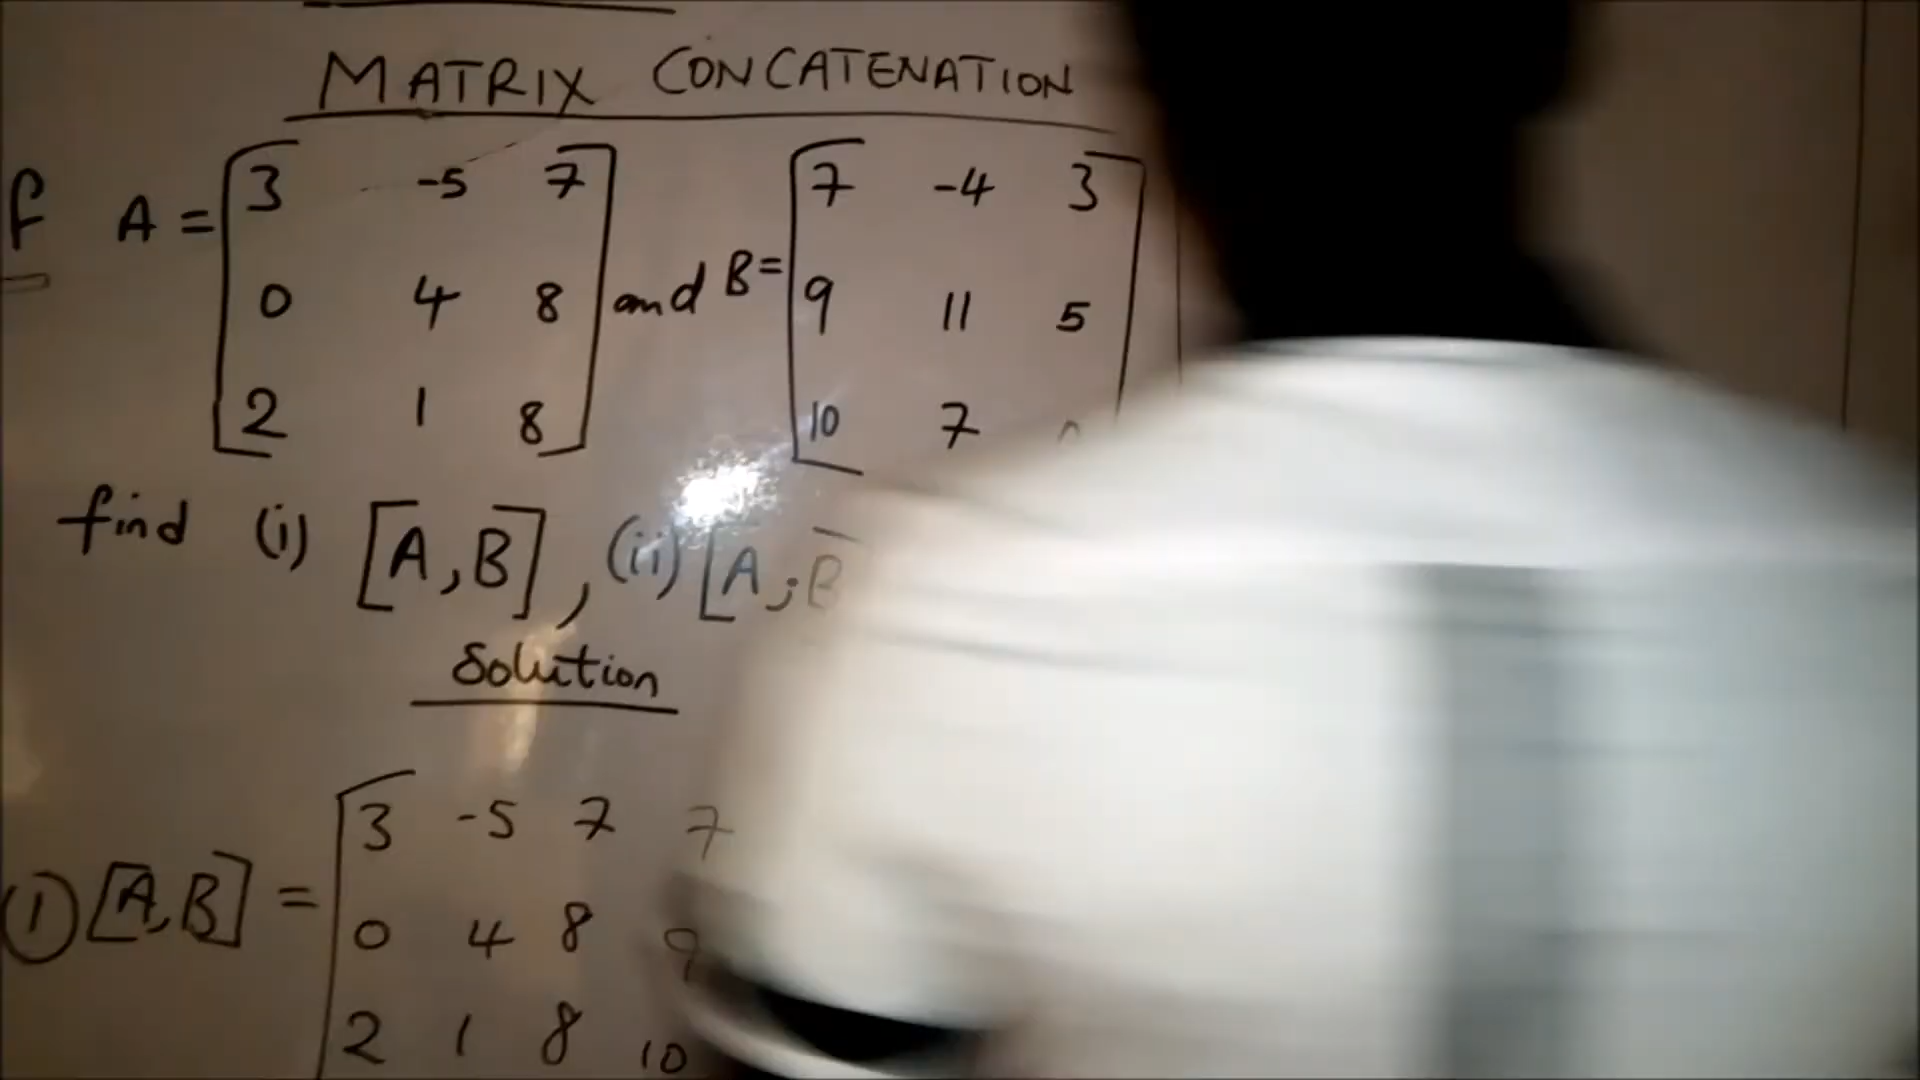 MATRIX CONCATENATION
f A = [3 -5 7 and B = [7 -4 3
0 4 8 9 11 5
2 1 8] 10 7
find (i) [A,B], (ii) [A;B
Solution
(1) [A,B] = [3 -5 7 7
0 4 8 9
2 1 8 10